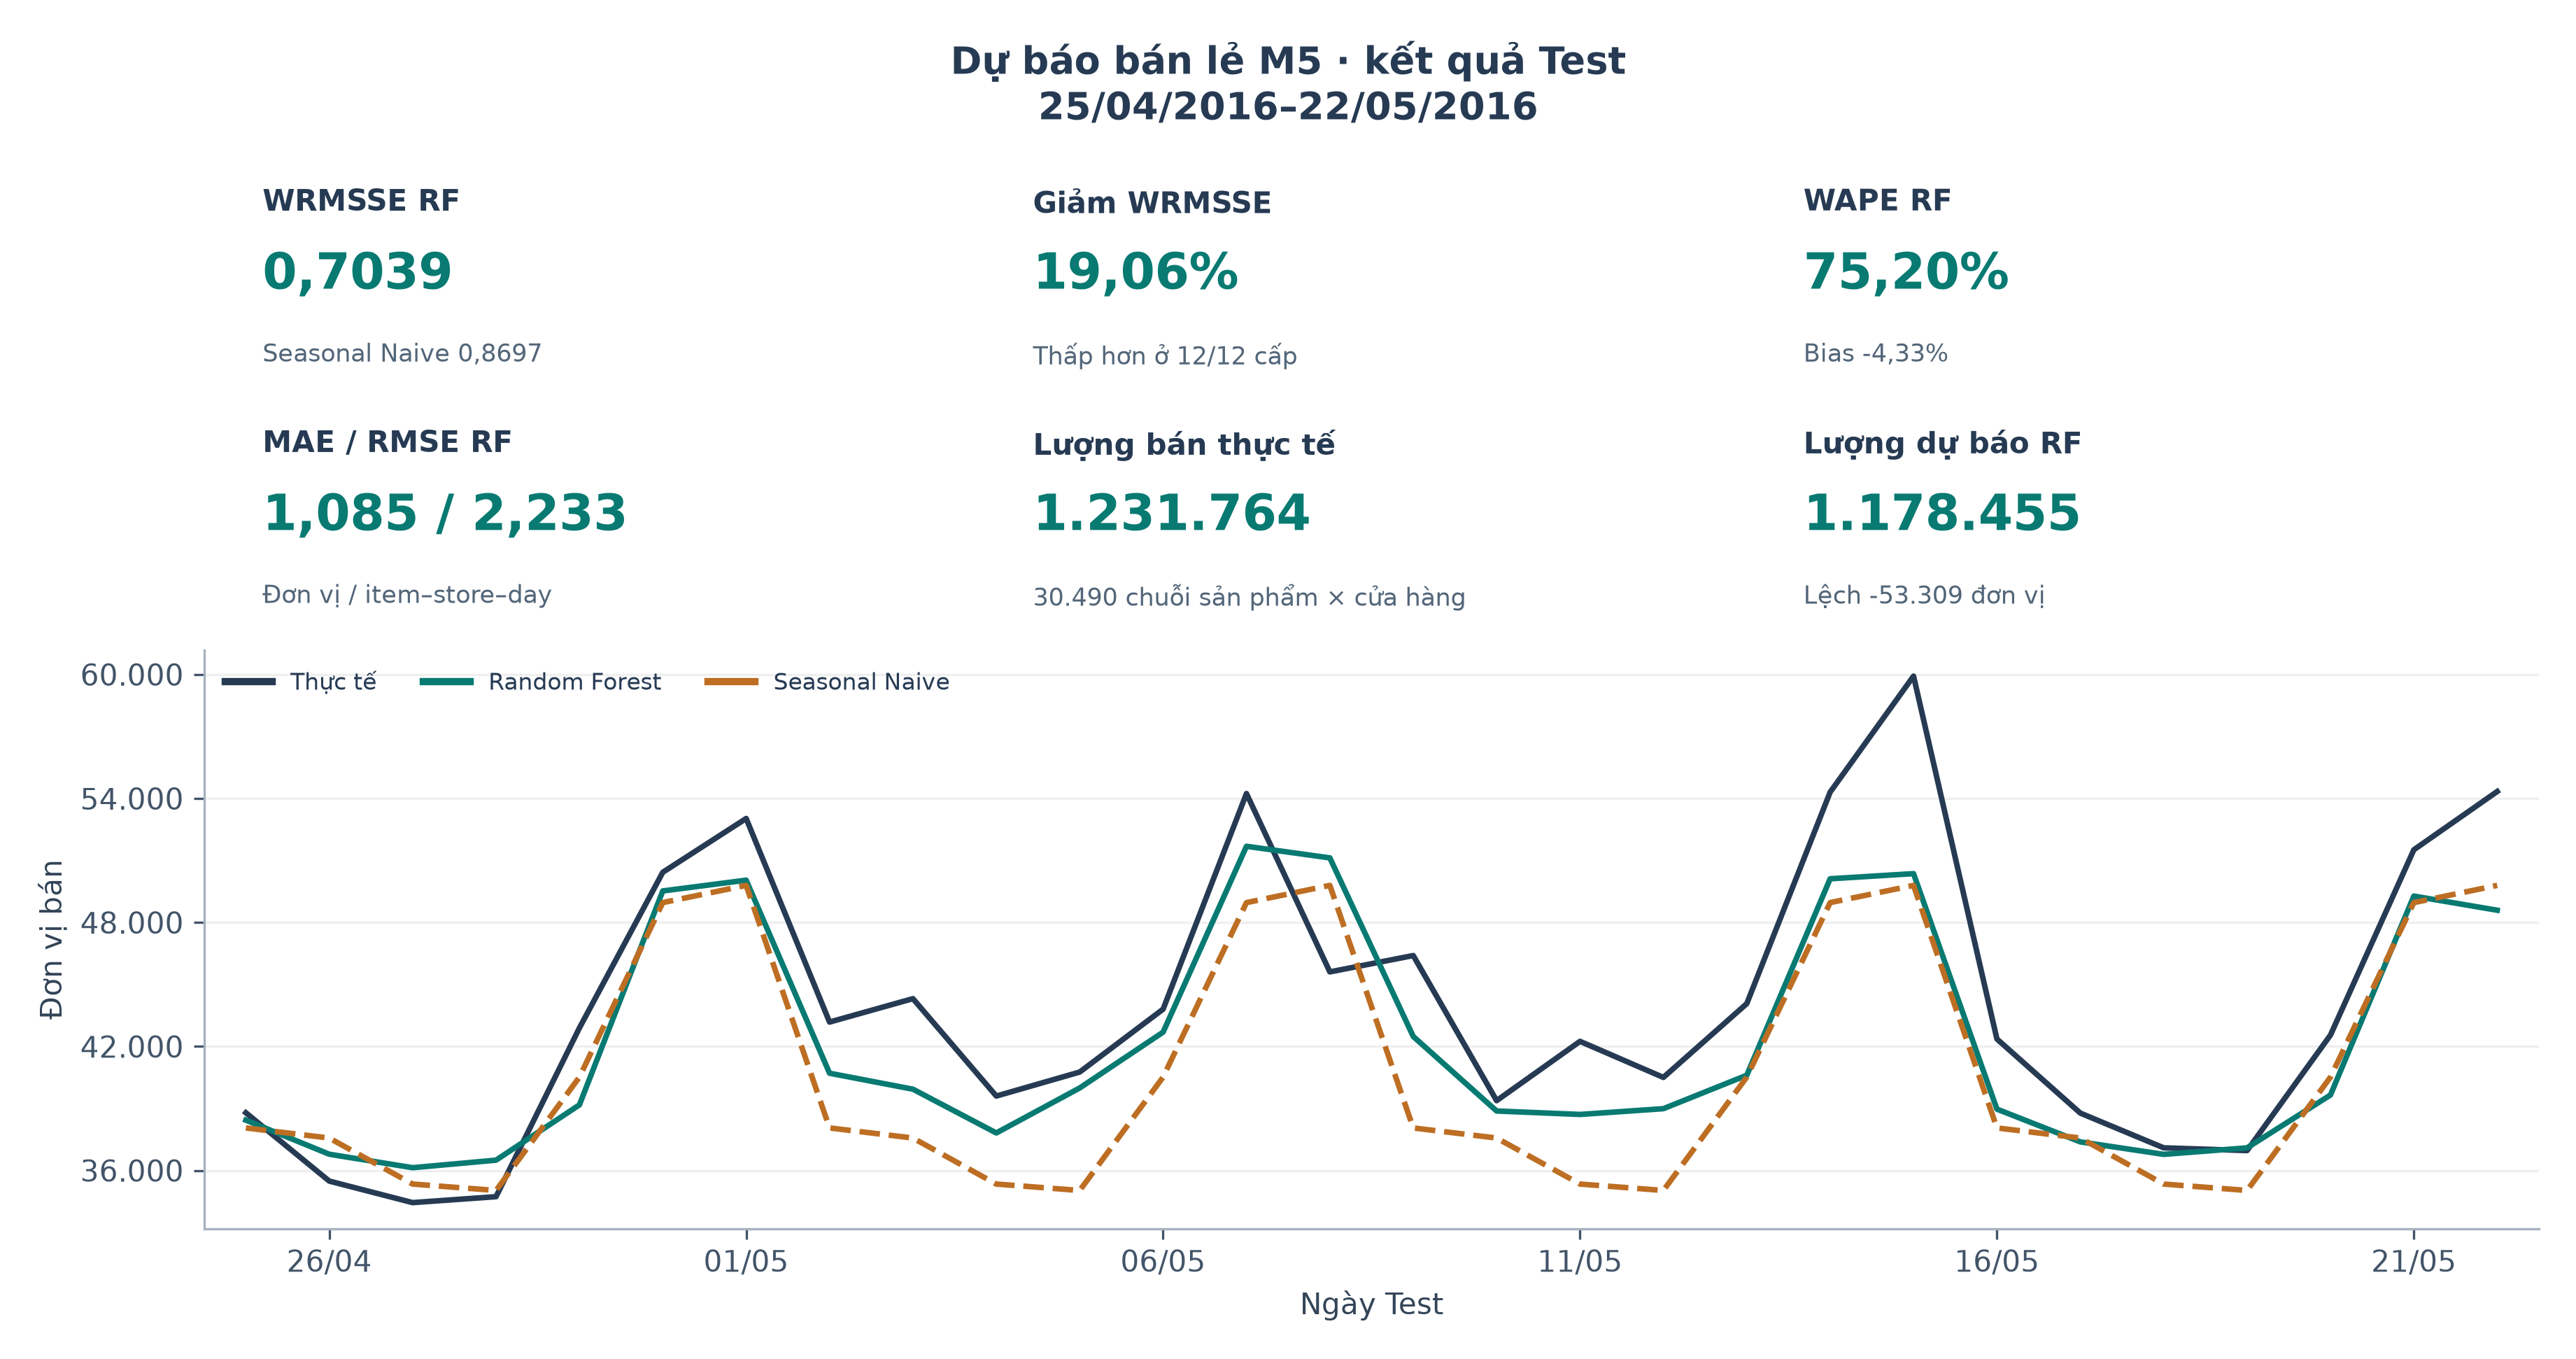 Dự báo bán lẻ M5 · kết quả Test
25/04/2016–22/05/2016
WRMSSE RF
0,7039
Seasonal Naive 0,8697
Giảm WRMSSE
19,06%
Thấp hơn ở 12/12 cấp
WAPE RF
75,20%
Bias -4,33%
MAE / RMSE RF
1,085 / 2,233
Đơn vị / item–store–day
Lượng bán thực tế
1.231.764
30.490 chuỗi sản phẩm × cửa hàng
Lượng dự báo RF
1.178.455
Lệch -53.309 đơn vị
Thực tế
Random Forest
Seasonal Naive
Đơn vị bán
60.000
54.000
48.000
42.000
36.000
26/04
01/05
06/05
11/05
16/05
21/05
Ngày Test